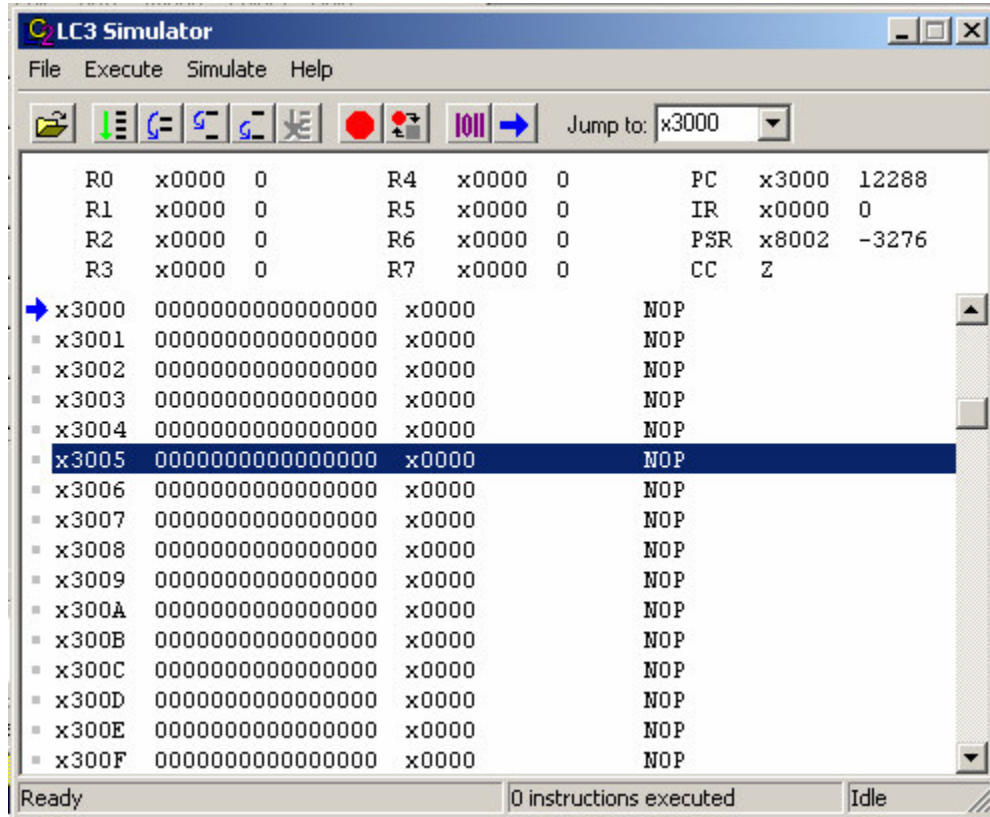 LC3 Simulator
File Execute Simulate Help
Jump to: x3000
R0 x0000 0 R4 x0000 0 PC x3000 12288
R1 x0000 0 R5 x0000 0 IR x0000 0
R2 x0000 0 R6 x0000 0 PSR x8002 -3276
R3 x0000 0 R7 x0000 0 CC Z
x3000 0000000000000000 x0000 NOP
x3001 0000000000000000 x0000 NOP
x3002 0000000000000000 x0000 NOP
x3003 0000000000000000 x0000 NOP
x3004 0000000000000000 x0000 NOP
x3005 0000000000000000 x0000 NOP
x3006 0000000000000000 x0000 NOP
x3007 0000000000000000 x0000 NOP
x3008 0000000000000000 x0000 NOP
x3009 0000000000000000 x0000 NOP
x300A 0000000000000000 x0000 NOP
x300B 0000000000000000 x0000 NOP
x300C 0000000000000000 x0000 NOP
x300D 0000000000000000 x0000 NOP
x300E 0000000000000000 x0000 NOP
x300F 0000000000000000 x0000 NOP
Ready 0 instructions executed Idle